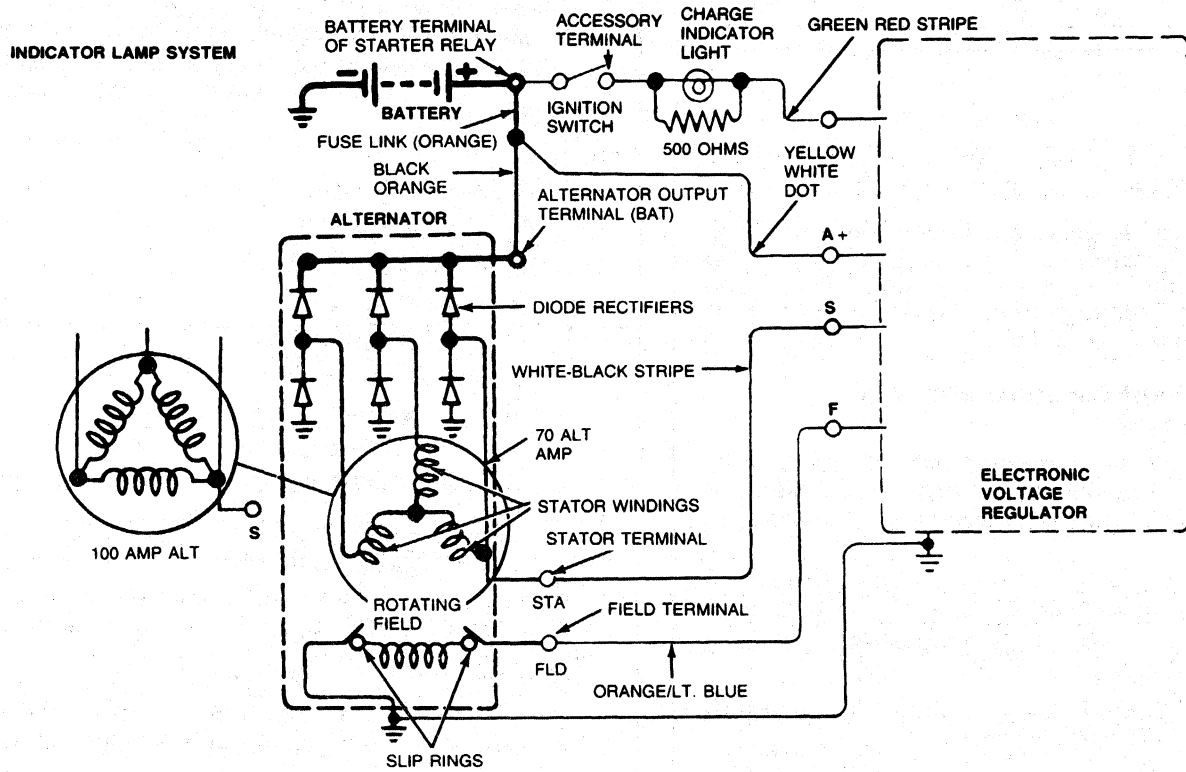 INDICATOR LAMP SYSTEM
BATTERY TERMINAL
OF STARTER RELAY
ACCESSORY
TERMINAL
CHARGE
INDICATOR
LIGHT
GREEN RED STRIPE
BATTERY
IGNITION
SWITCH
500 OHMS
FUSE LINK (ORANGE)
BLACK
ORANGE
YELLOW
WHITE
DOT
ALTERNATOR OUTPUT
TERMINAL (BAT)
ALTERNATOR
A +
DIODE RECTIFIERS
S
WHITE-BLACK STRIPE
F
70 ALT
AMP
ELECTRONIC
VOLTAGE
REGULATOR
STATOR WINDINGS
S
100 AMP ALT
STATOR TERMINAL
STA
ROTATING
FIELD
FIELD TERMINAL
FLD
ORANGE/LT. BLUE
SLIP RINGS